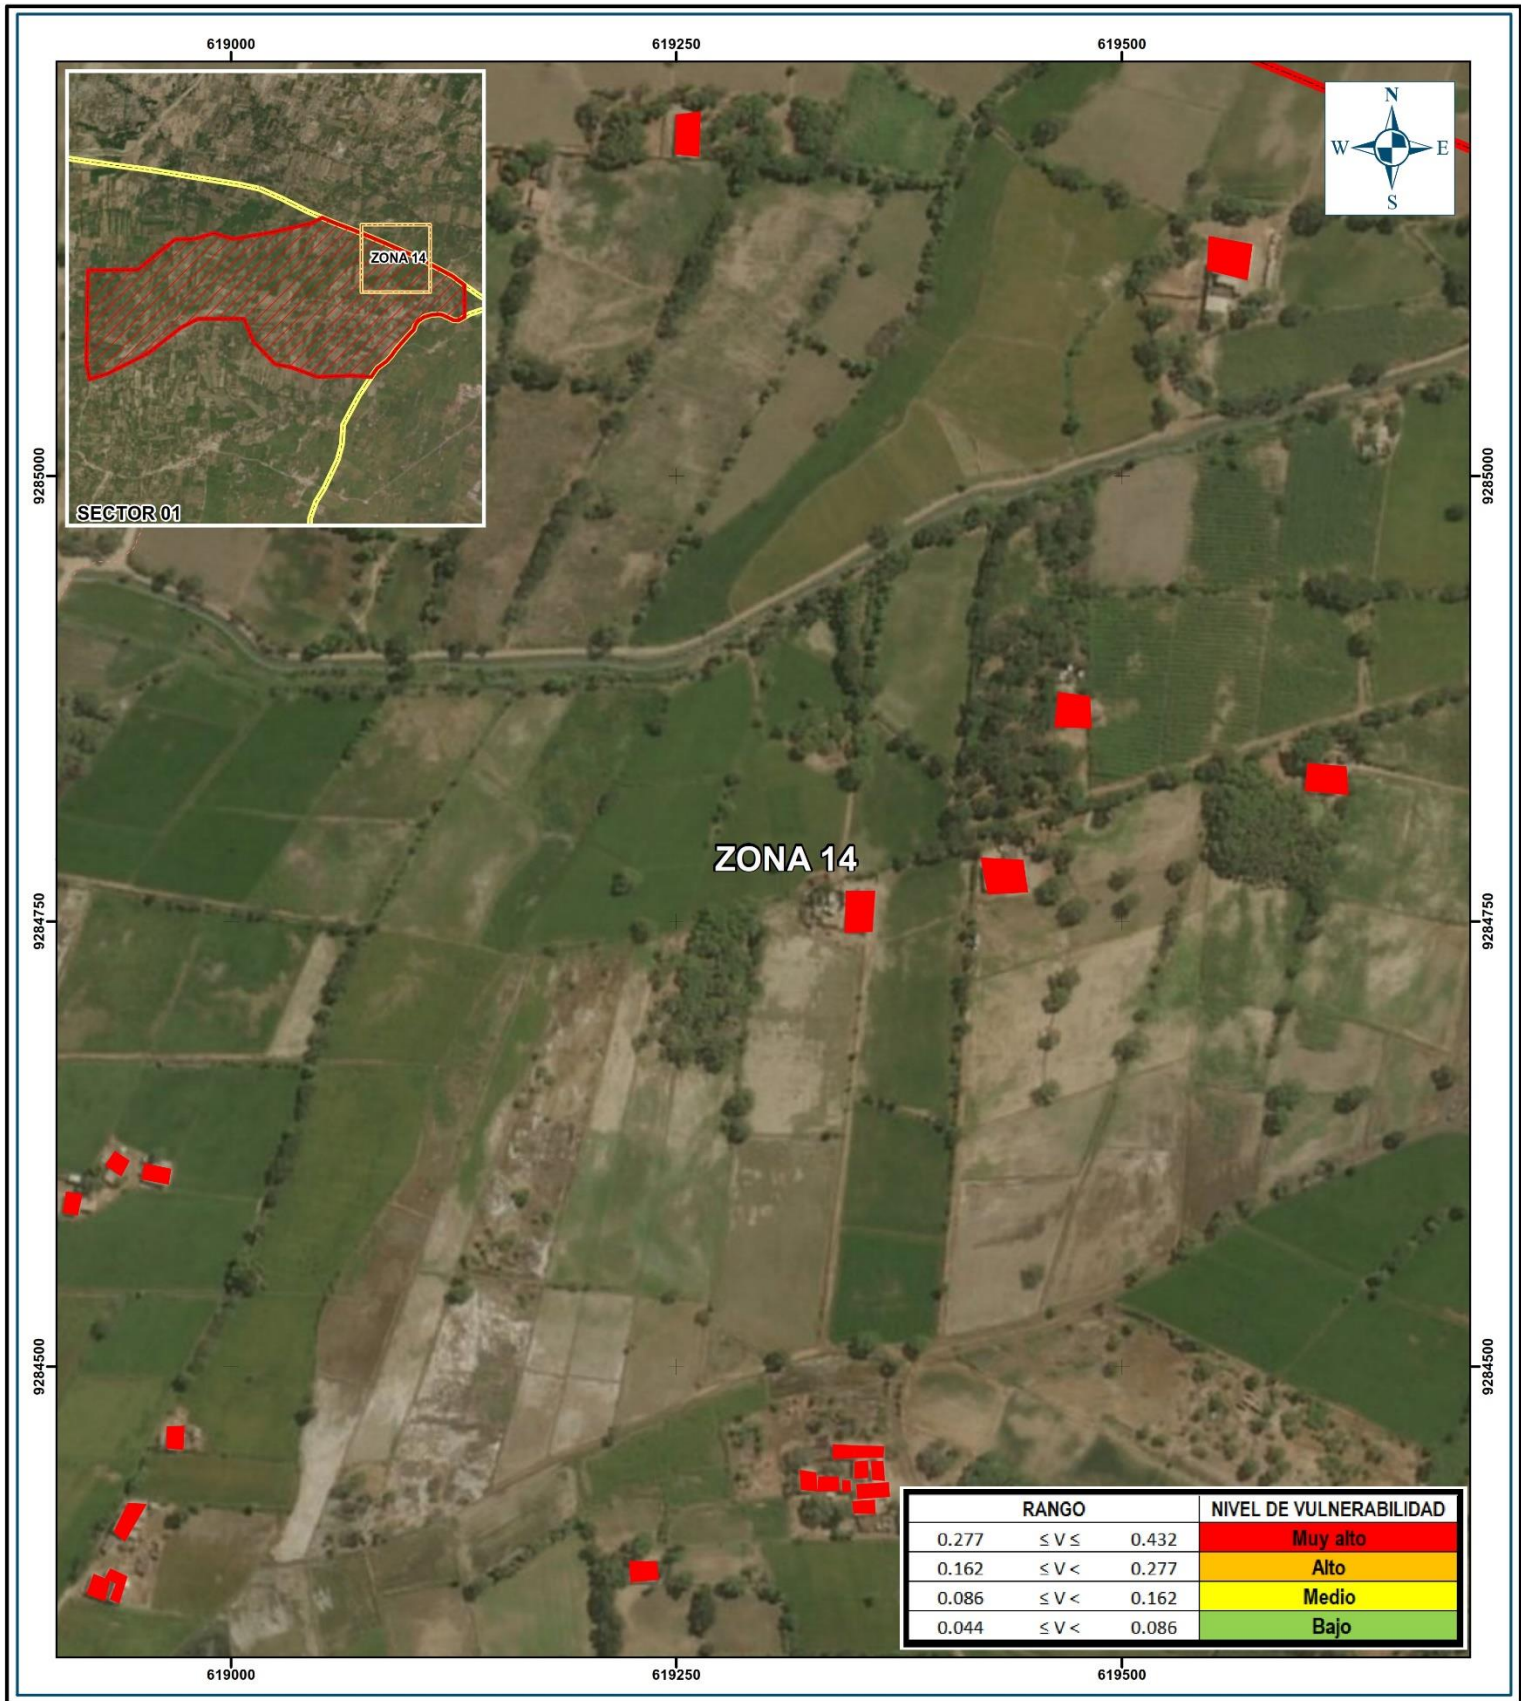 619000
619250
619500
N
W
E
S
ZONA 14
SECTOR 01
9285000
9285000
ZONA 14
9284750
9284750
9284500
9284500
RANGO NIVEL DE VULNERABILIDAD
0.277 ≤ V ≤ 0.432 Muy alto
0.162 ≤ V < 0.277 Alto
0.086 ≤ V < 0.162 Medio
0.044 ≤ V < 0.086 Bajo
619000
619250
619500